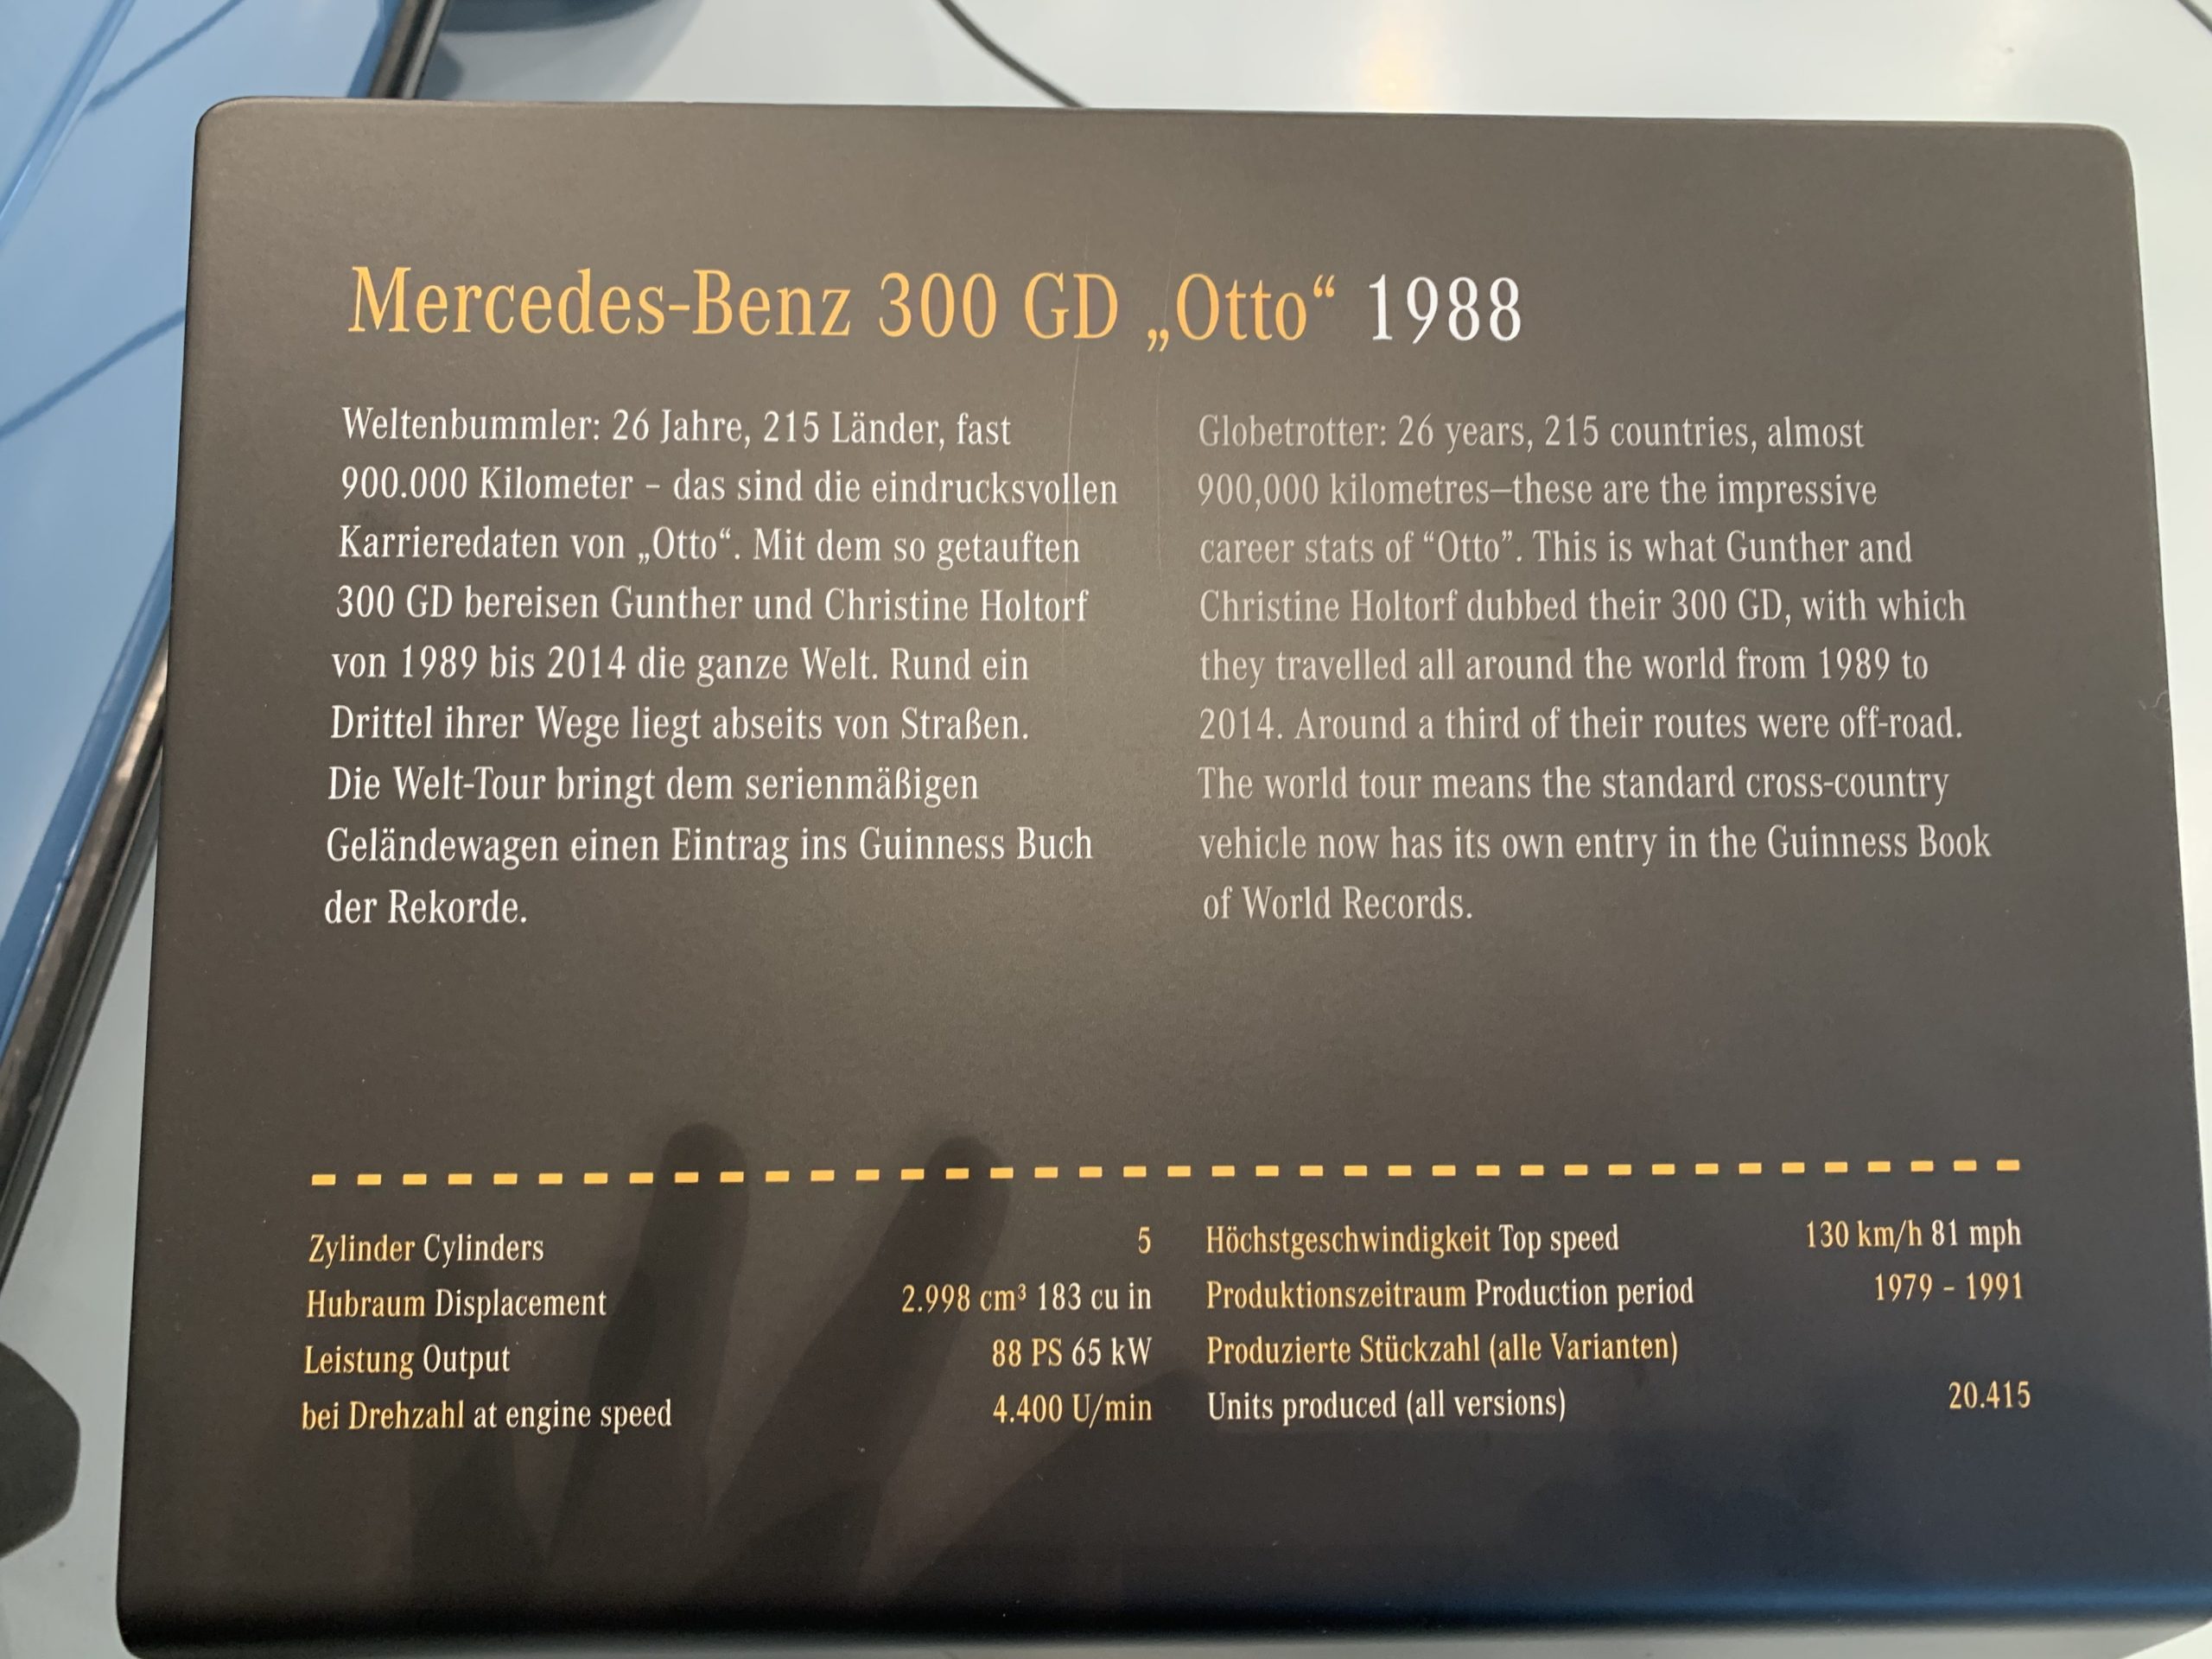 Mercedes-Benz 300 GD „Otto“ 1988
Weltenbummler: 26 Jahre, 215 Länder, fast
900.000 Kilometer – das sind die eindrucksvollen
Karrieredaten von „Otto“. Mit dem so getauften
300 GD bereisen Gunther und Christine Holtorf
von 1989 bis 2014 die ganze Welt. Rund ein
Drittel ihrer Wege liegt abseits von Straßen.
Die Welt-Tour bringt dem serienmäßigen
Geländewagen einen Eintrag ins Guinness Buch
der Rekorde.
Globetrotter: 26 years, 215 countries, almost
900,000 kilometres—these are the impressive
career stats of “Otto”. This is what Gunther and
Christine Holtorf dubbed their 300 GD, with which
they travelled all around the world from 1989 to
2014. Around a third of their routes were off-road.
The world tour means the standard cross-country
vehicle now has its own entry in the Guinness Book
of World Records.
Zylinder Cylinders 5
Hubraum Displacement 2.998 cm³ 183 cu in
Leistung Output 88 PS 65 kW
bei Drehzahl at engine speed 4.400 U/min
Höchstgeschwindigkeit Top speed 130 km/h 81 mph
Produktionszeitraum Production period 1979 – 1991
Produzierte Stückzahl (alle Varianten)
Units produced (all versions) 20.415